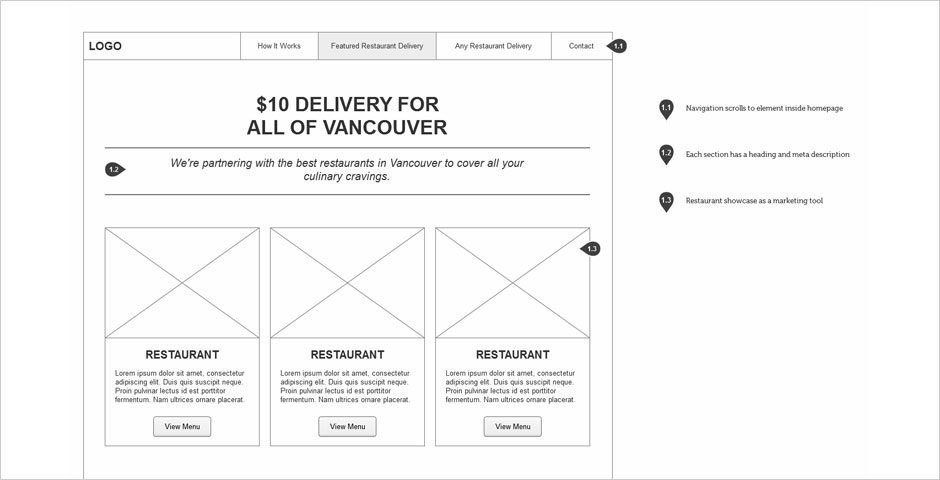 LOGO
How It Works
Featured Restaurant Delivery
Any Restaurant Delivery
Contact
1.1
$10 DELIVERY FOR
ALL OF VANCOUVER
1.2
We're partnering with the best restaurants in Vancouver to cover all your
culinary cravings.
1.3
RESTAURANT
Lorem ipsum dolor sit amet, consectetur
adipiscing elit. Duis quis suscipit neque.
Proin pulvinar lectus id est porttitor
fermentum. Nam ultrices ornare placerat.
View Menu
RESTAURANT
Lorem ipsum dolor sit amet, consectetur
adipiscing elit. Duis quis suscipit neque.
Proin pulvinar lectus id est porttitor
fermentum. Nam ultrices ornare placerat.
View Menu
RESTAURANT
Lorem ipsum dolor sit amet, consectetur
adipiscing elit. Duis quis suscipit neque.
Proin pulvinar lectus id est porttitor
fermentum. Nam ultrices ornare placerat.
View Menu
1.1 Navigation scrolls to element inside homepage
1.2 Each section has a heading and meta description
1.3 Restaurant showcase as a marketing tool